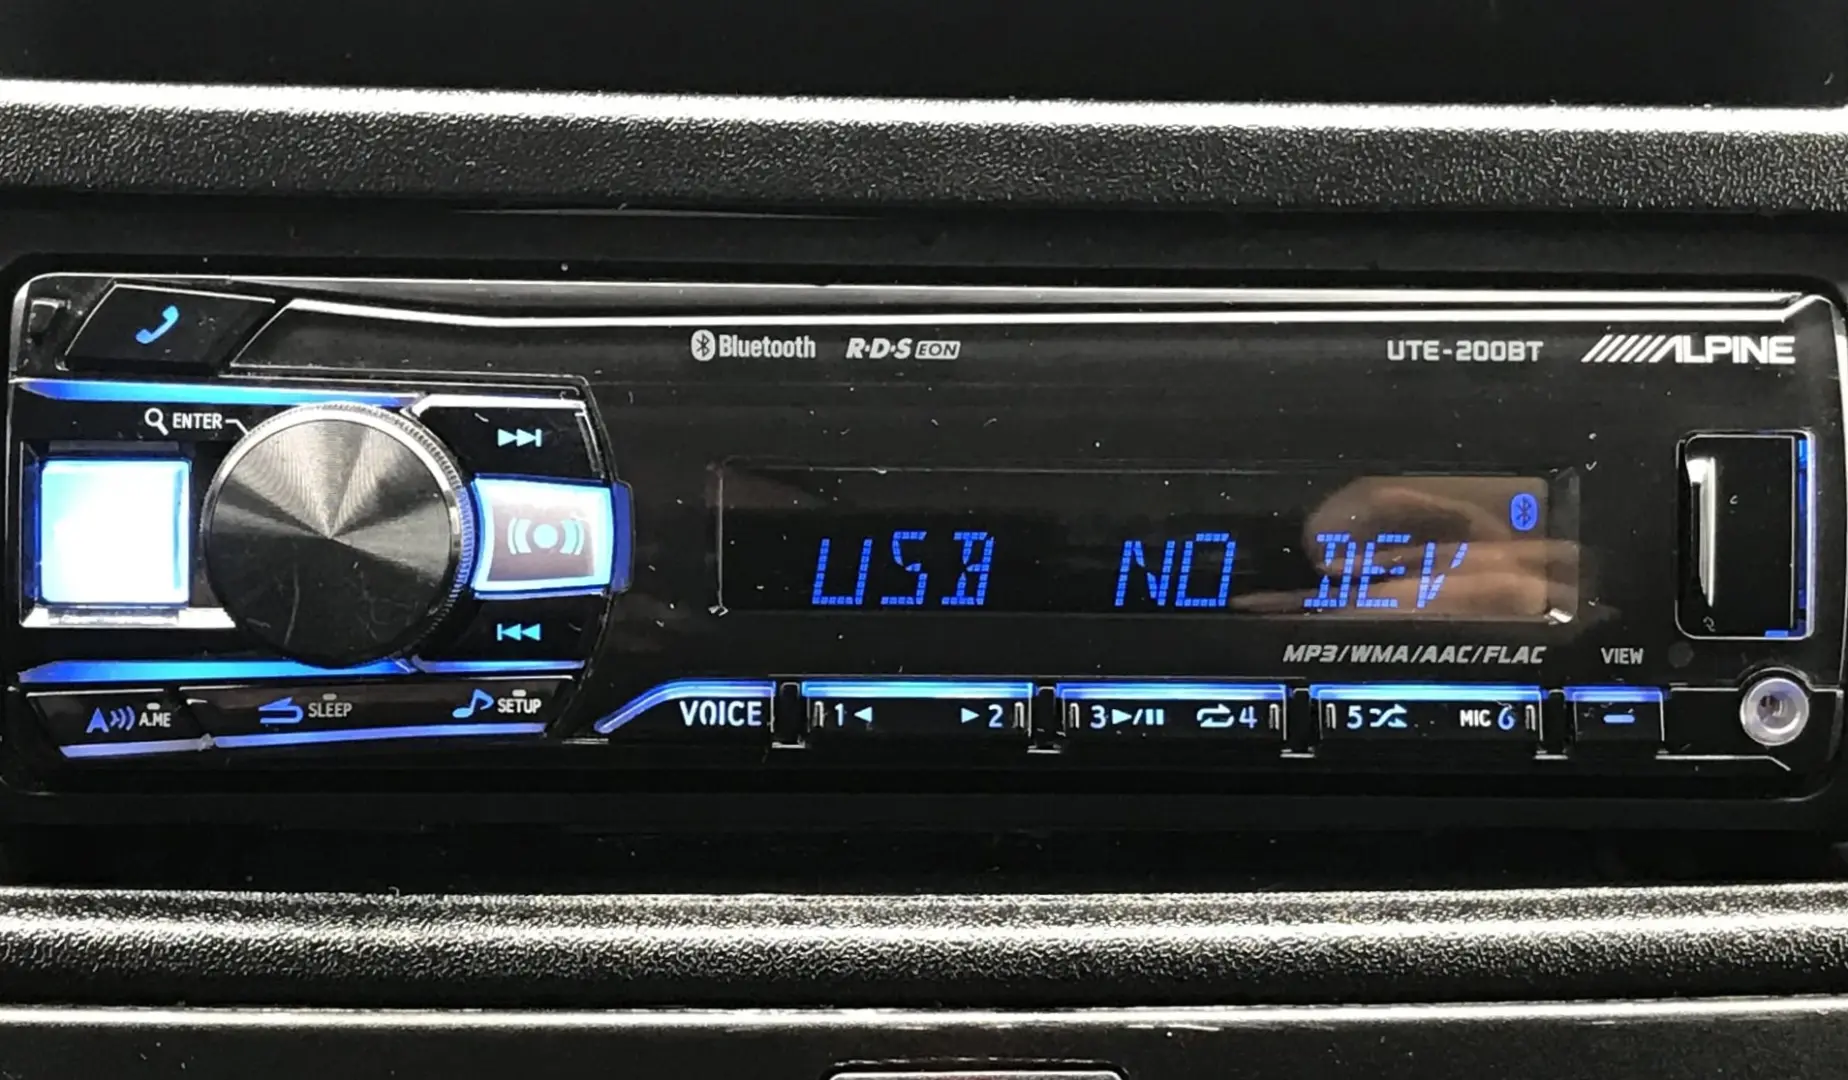 Bluetooth R·D·S EON UTE-200BT ALPINE
ENTER
USB NO DEV
MP3/WMA/AAC/FLAC VIEW
A.ME SLEEP SETUP VOICE 1 2 3 4 5 MIC 6